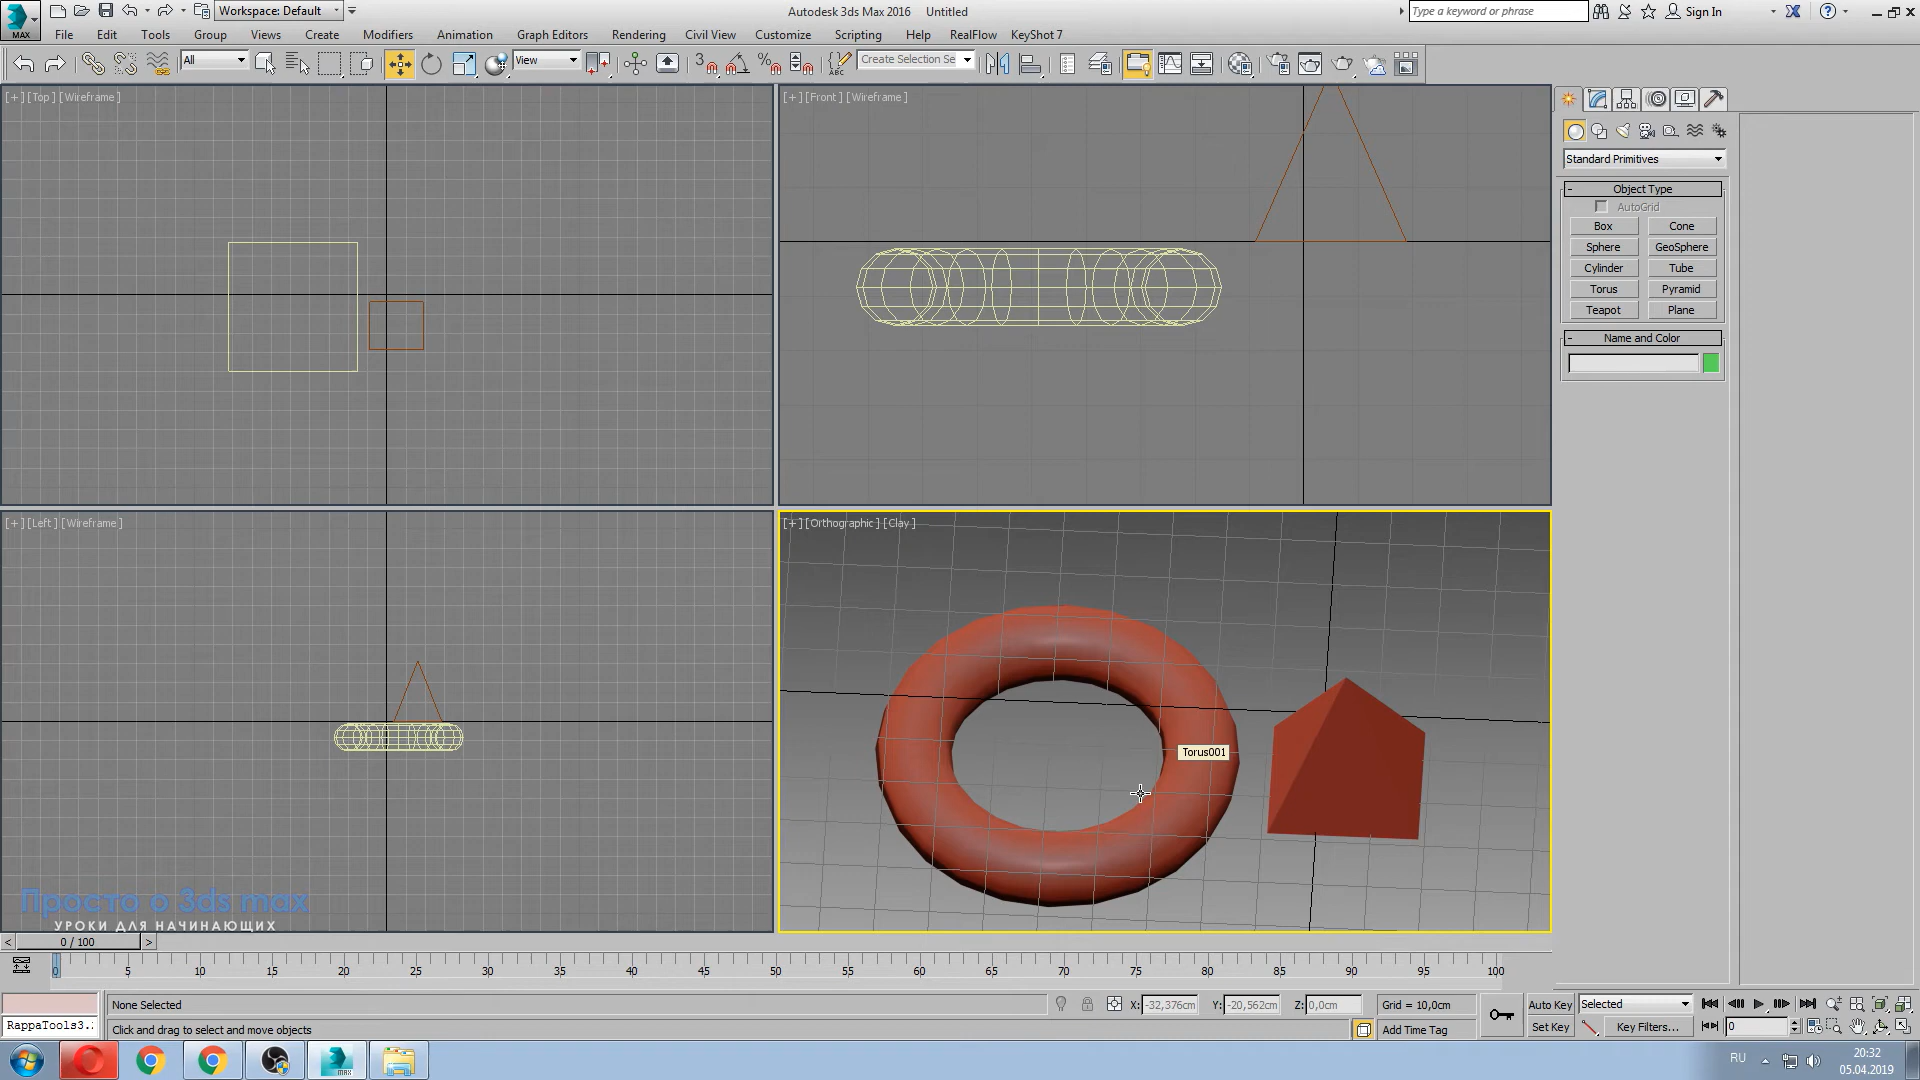 MAX
Workspace: Default
Autodesk 3ds Max 2016    Untitled
Type a keyword or phrase
Sign In
File Edit Tools Group Views Create Modifiers Animation Graph Editors Rendering Civil View Customize Scripting Help RealFlow KeyShot 7
All
View
3
ABC
Create Selection Se
[+] [Top] [Wireframe]
[+] [Front] [Wireframe]
Standard Primitives
- Object Type
AutoGrid
Box Cone
Sphere GeoSphere
Cylinder Tube
Torus Pyramid
Teapot Plane
- Name and Color
[+] [Left] [Wireframe]
[+] [Orthographic] [Clay]
Torus001
Просто о 3ds max
УРОКИ ДЛЯ НАЧИНАЮЩИХ
< 0 / 100 >
0 5 10 15 20 25 30 35 40 45 50 55 60 65 70 75 80 85 90 95 100
None Selected
X: -32,376cm Y: -20,562cm Z: 0,0cm Grid = 10,0cm
Auto Key Selected
RappaTools3.
Click and drag to select and move objects
Add Time Tag
Set Key Key Filters... 0
MAX
RU
20:32
05.04.2019